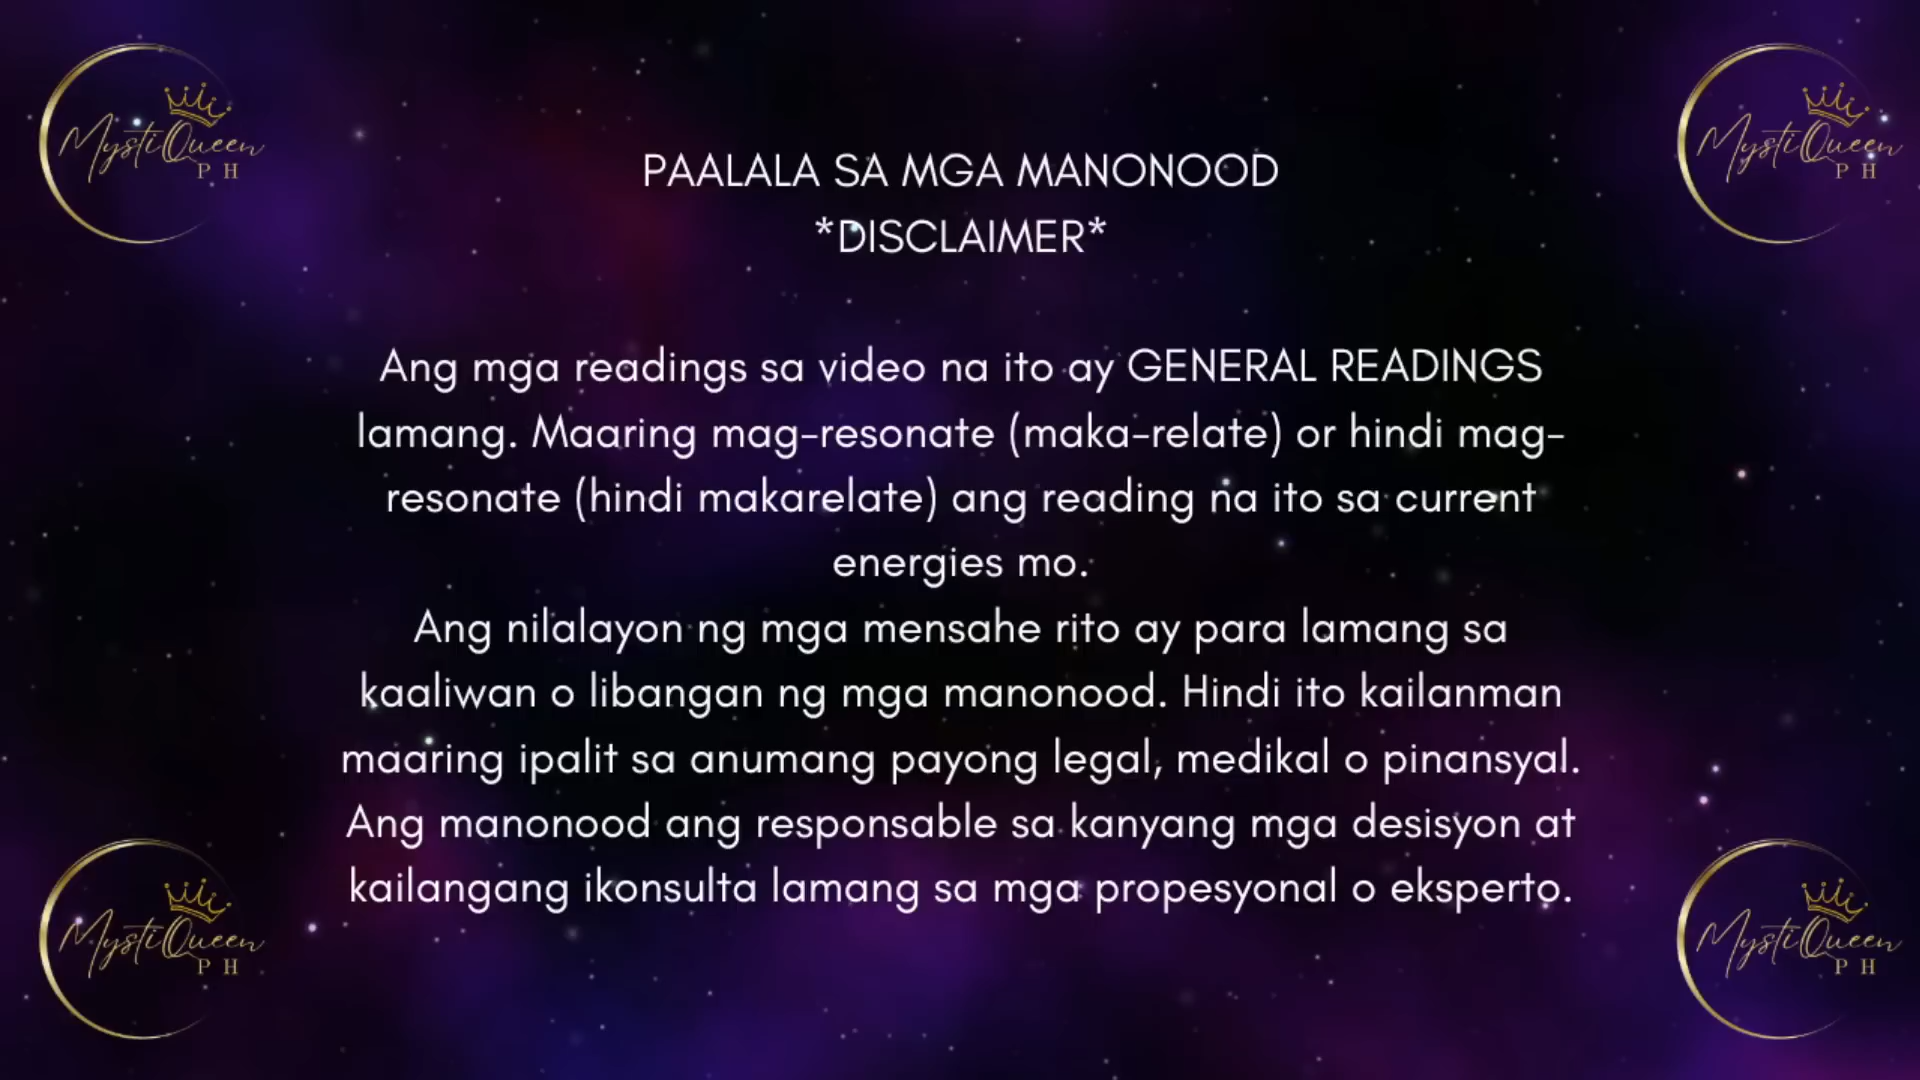 MystiQueen
PH
MystiQueen
PH
PAALALA SA MGA MANONOOD
*DISCLAIMER*
Ang mga readings sa video na ito ay GENERAL READINGS
lamang. Maaring mag-resonate (maka-relate) or hindi mag-
resonate (hindi makarelate) ang reading na ito sa current
energies mo.
Ang nilalayon ng mga mensahe rito ay para lamang sa
kaaliwan o libangan ng mga manonood. Hindi ito kailanman
maaring ipalit sa anumang payong legal, medikal o pinansyal.
Ang manonood ang responsable sa kanyang mga desisyon at
kailangang ikonsulta lamang sa mga propesyonal o eksperto.
MystiQueen
PH
MystiQueen
PH